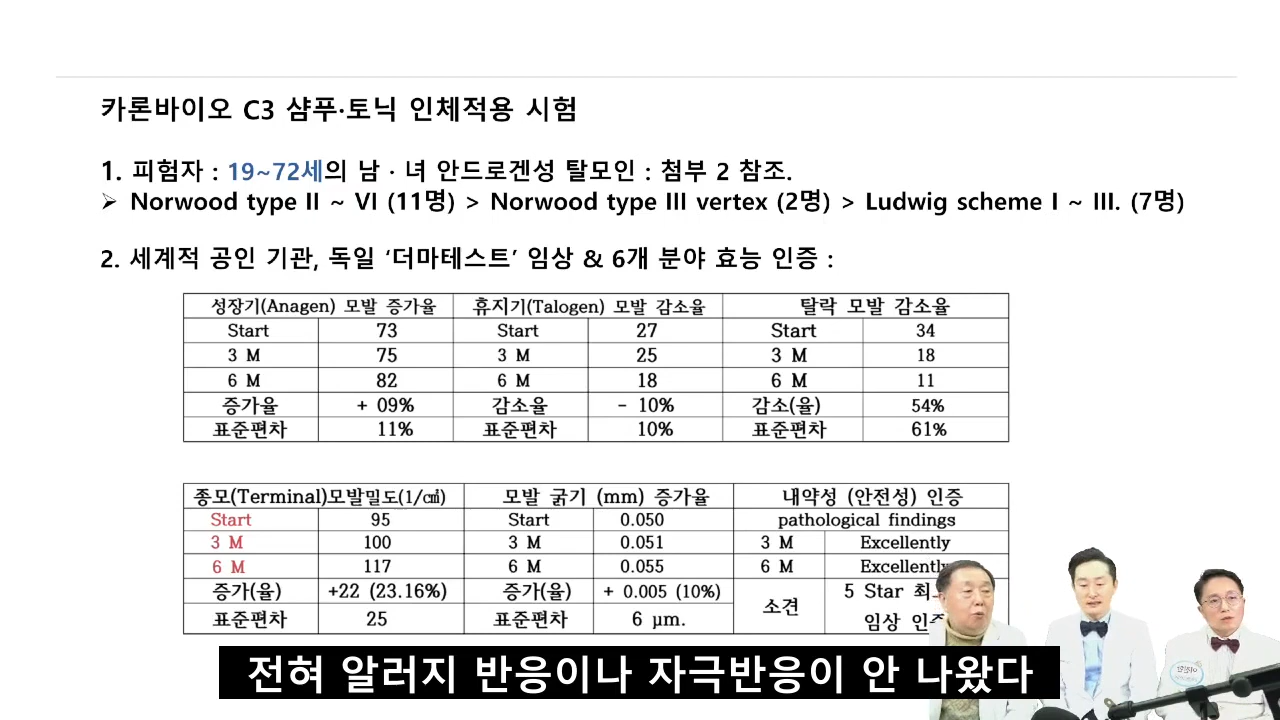 카론바이오 C3 샴푸·토닉 인체적용 시험
1. 피험자 : 19~72세의 남 · 녀 안드로겐성 탈모인 : 첨부 2 참조.
➢ Norwood type II ~ VI (11명) > Norwood type III vertex (2명) > Ludwig scheme I ~ III. (7명)
2. 세계적 공인 기관, 독일 ‘더마테스트’ 임상 & 6개 분야 효능 인증 :
성장기(Anagen) 모발 증가율 휴지기(Talogen) 모발 감소율 탈락 모발 감소율
Start 73 Start 27 Start 34
3 M 75 3 M 25 3 M 18
6 M 82 6 M 18 6 M 11
증가율 + 09% 감소율 - 10% 감소(율) 54%
표준편차 11% 표준편차 10% 표준편차 61%
종모(Terminal)모발밀도(1/㎠) 모발 굵기 (mm) 증가율 내약성 (안전성) 인증
Start 95 Start 0.050 pathological findings
3 M 100 3 M 0.051 3 M Excellently
6 M 117 6 M 0.055 6 M Excellently
증가(율) +22 (23.16%) 증가(율) + 0.005 (10%) 소견 5 Star 최
표준편차 25 표준편차 6 µm. 임상 인
전혀 알러지 반응이나 자극반응이 안 나왔다